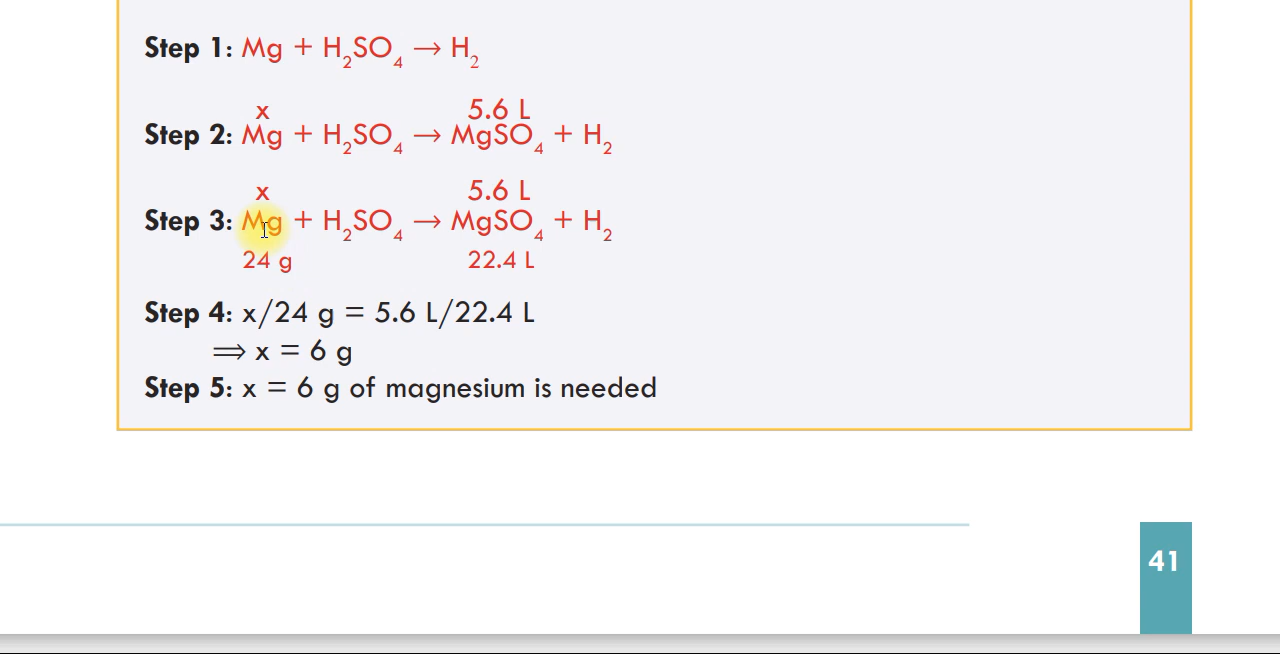 Step 1: Mg + H₂SO₄ → H₂
x 5.6 L
Step 2: Mg + H₂SO₄ → MgSO₄ + H₂
x 5.6 L
Step 3: Mg + H₂SO₄ → MgSO₄ + H₂
24 g 22.4 L
Step 4: x/24 g = 5.6 L/22.4 L
⟹ x = 6 g
Step 5: x = 6 g of magnesium is needed
41